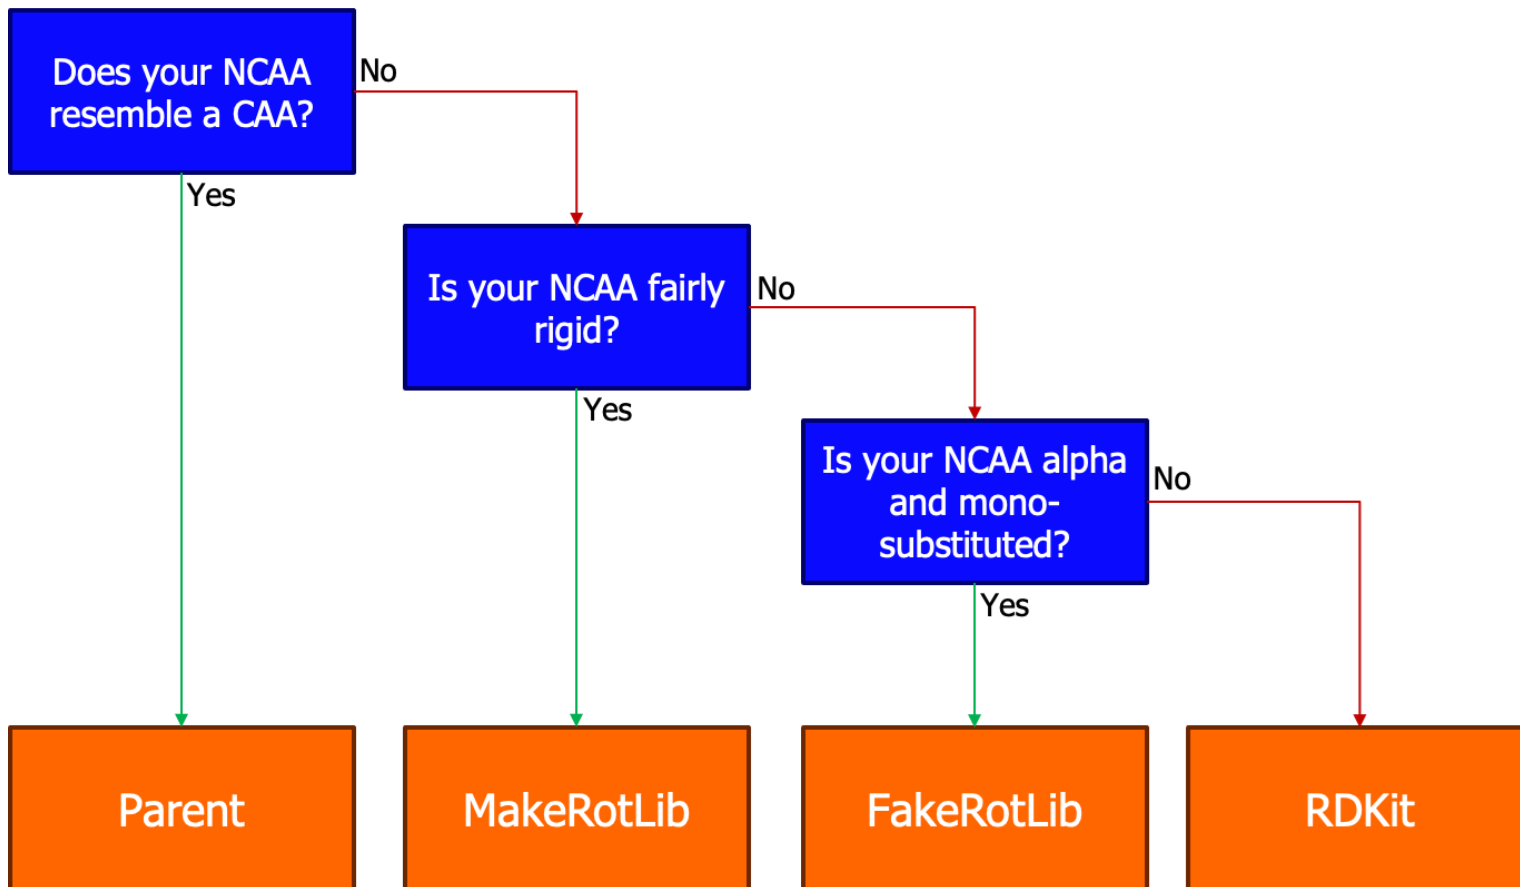 Does your NCAA
resemble a CAA?
No
Yes
Is your NCAA fairly
rigid?
No
Yes
Is your NCAA alpha
and mono-
substituted?
No
Yes
Parent
MakeRotLib
FakeRotLib
RDKit